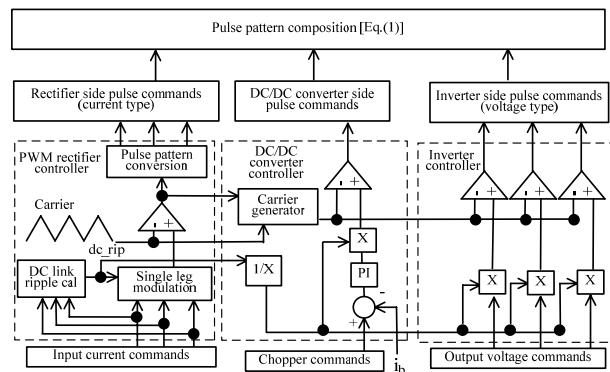 Pulse pattern composition [Eq.(1)]
Rectifier side pulse commands
(current type)
DC/DC converter side
pulse commands
Inverter side pulse commands
(voltage type)
PWM rectifier
controller
Pulse pattern
conversion
DC/DC
converter
controller
Inverter
controller
Carrier
Carrier
generator
dc_rip
DC link
ripple cal
Single leg
modulation
1/X
X
PI
X
X
X
- +
- +
- +
- +
- +
-
+
Input current commands
Chopper commands
i_b
Output voltage commands